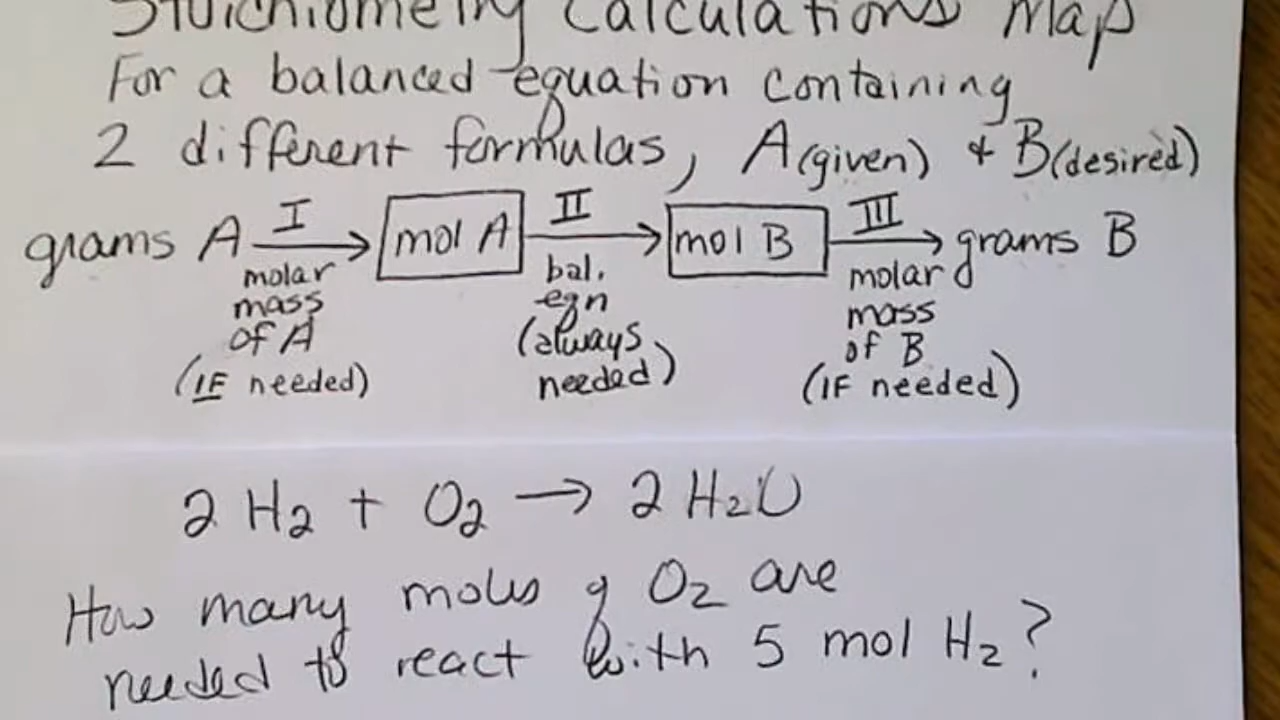 Stoichiometry Calculations Map
For a balanced equation containing
2 different formulas, A(given) & B(desired)
grams A I mol A II mol B III grams B
molar mass of A (IF needed)
bal. eqn (always needed)
molar mass of B (IF needed)
2 H₂ + O₂ → 2 H₂O
How many moles of O₂ are
needed to react with 5 mol H₂?